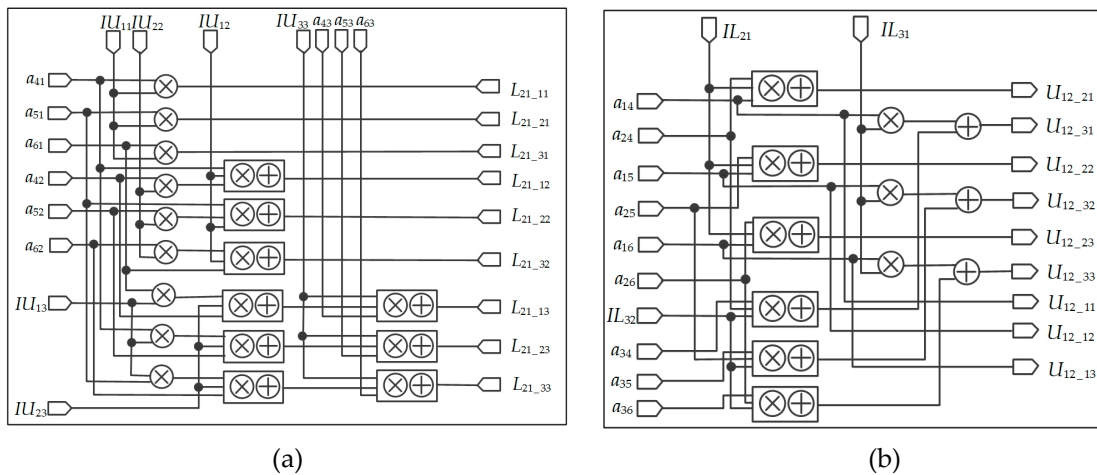 IU11 IU22 IU12 IU33 a43 a53 a63
a41 L21_11
a51 L21_21
a61 L21_31
a42 L21_12
a52 L21_22
a62 L21_32
IU13 L21_13
L21_23
L21_33
IU23
(a)
IL21 IL31
U12_21
a14
U12_31
a24
U12_22
a15
U12_32
a25
U12_23
a16
U12_33
a26
U12_11
IL32
U12_12
a34
U12_13
a35
a36
(b)